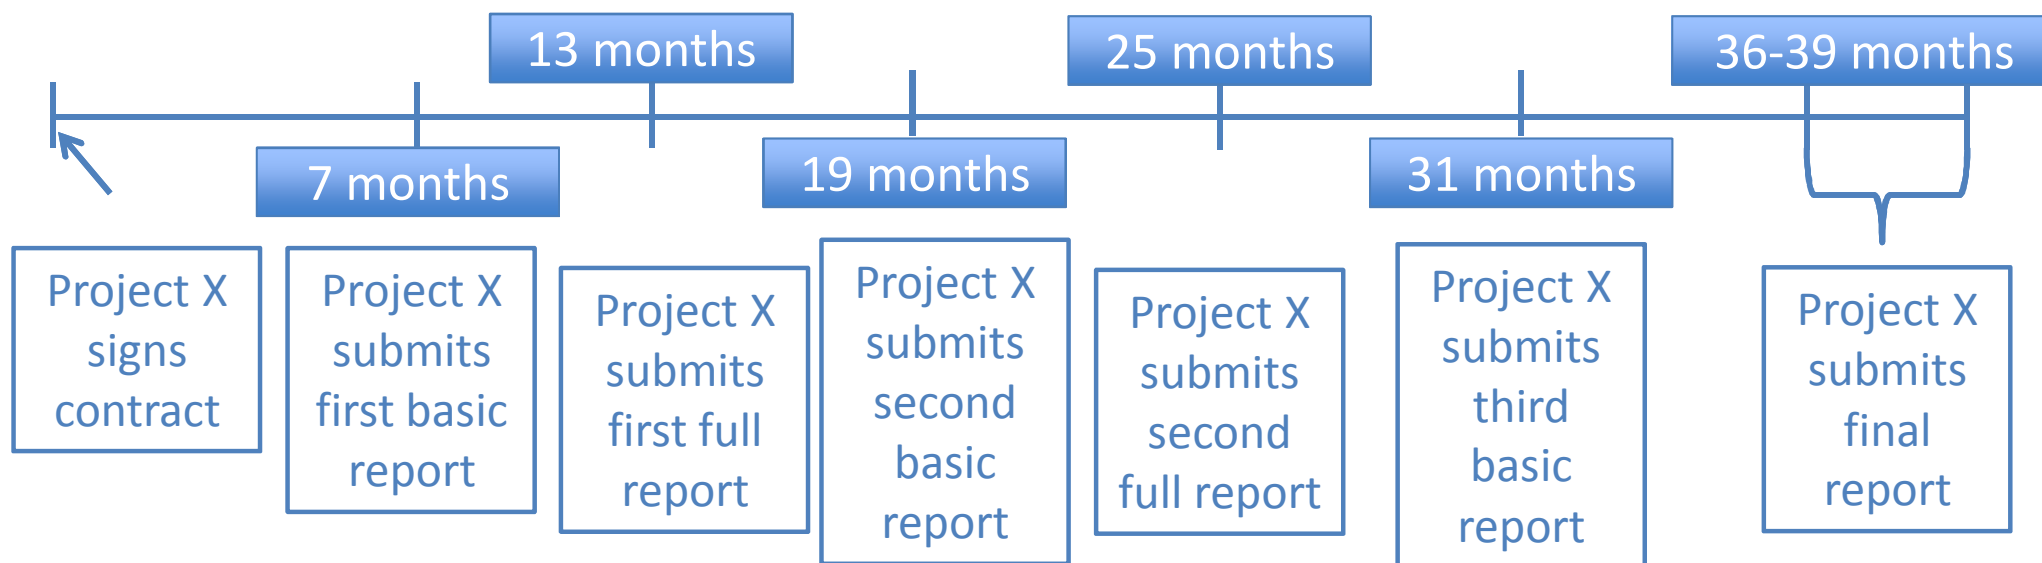 13 months
25 months
36-39 months
7 months
19 months
31 months
Project X
signs
contract
Project X
submits
first basic
report
Project X
submits
first full
report
Project X
submits
second
basic
report
Project X
submits
second
full report
Project X
submits
third
basic
report
Project X
submits
final
report